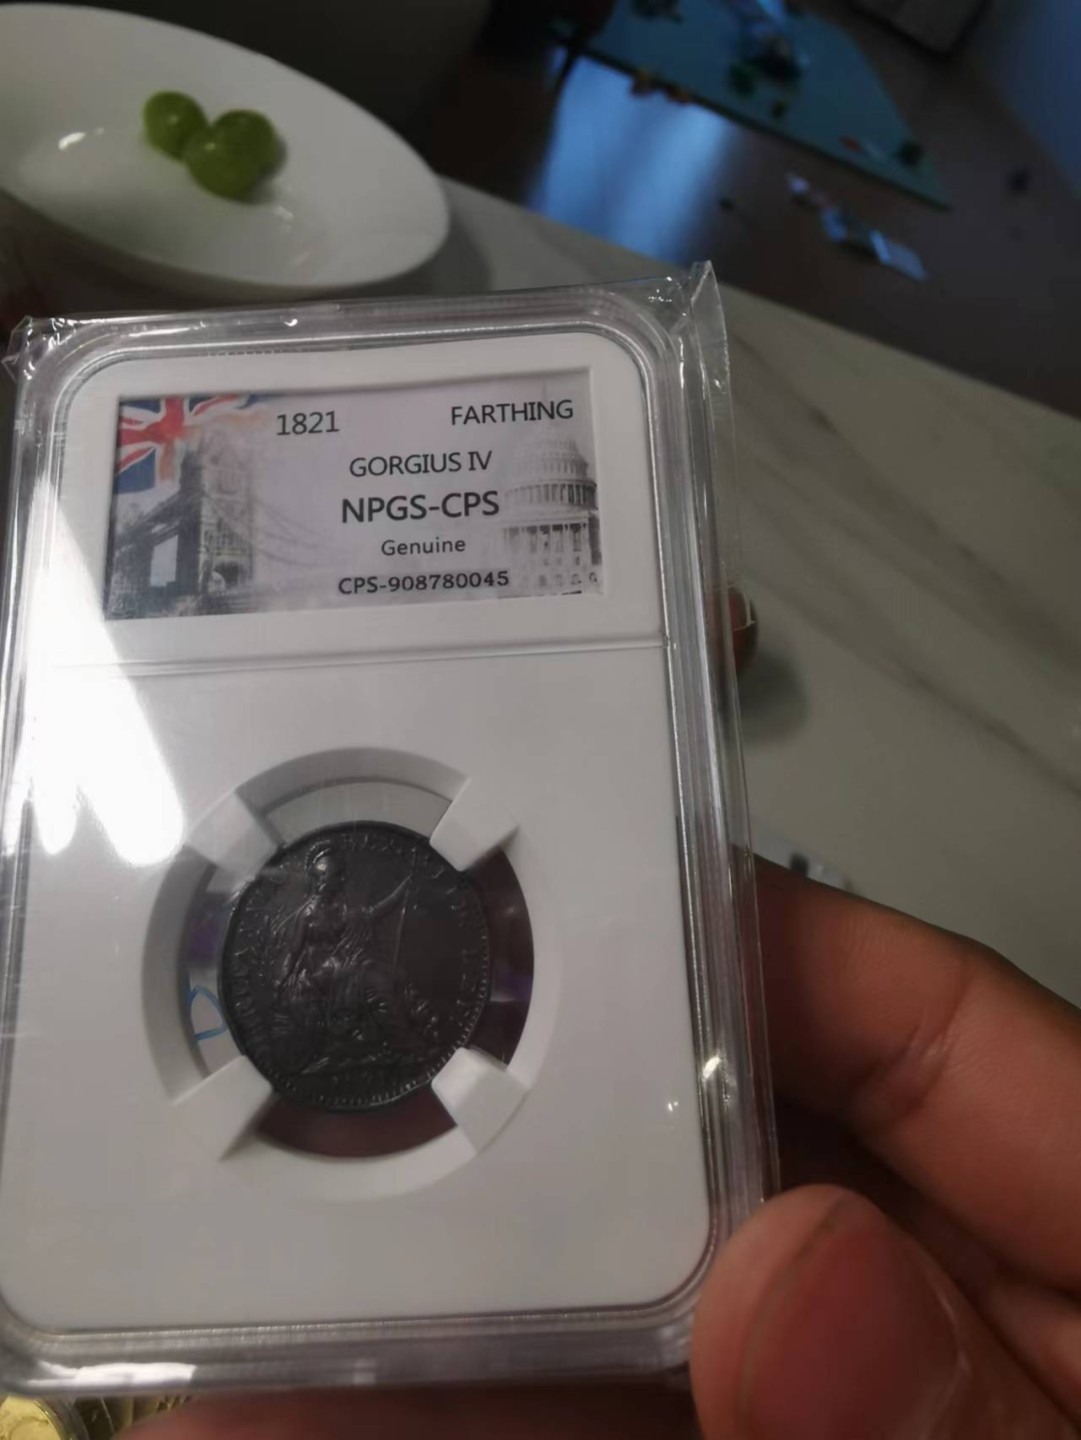 1821 FARTHING
GORGIUS IV
NPGS-CPS
Genuine
CPS-908780045